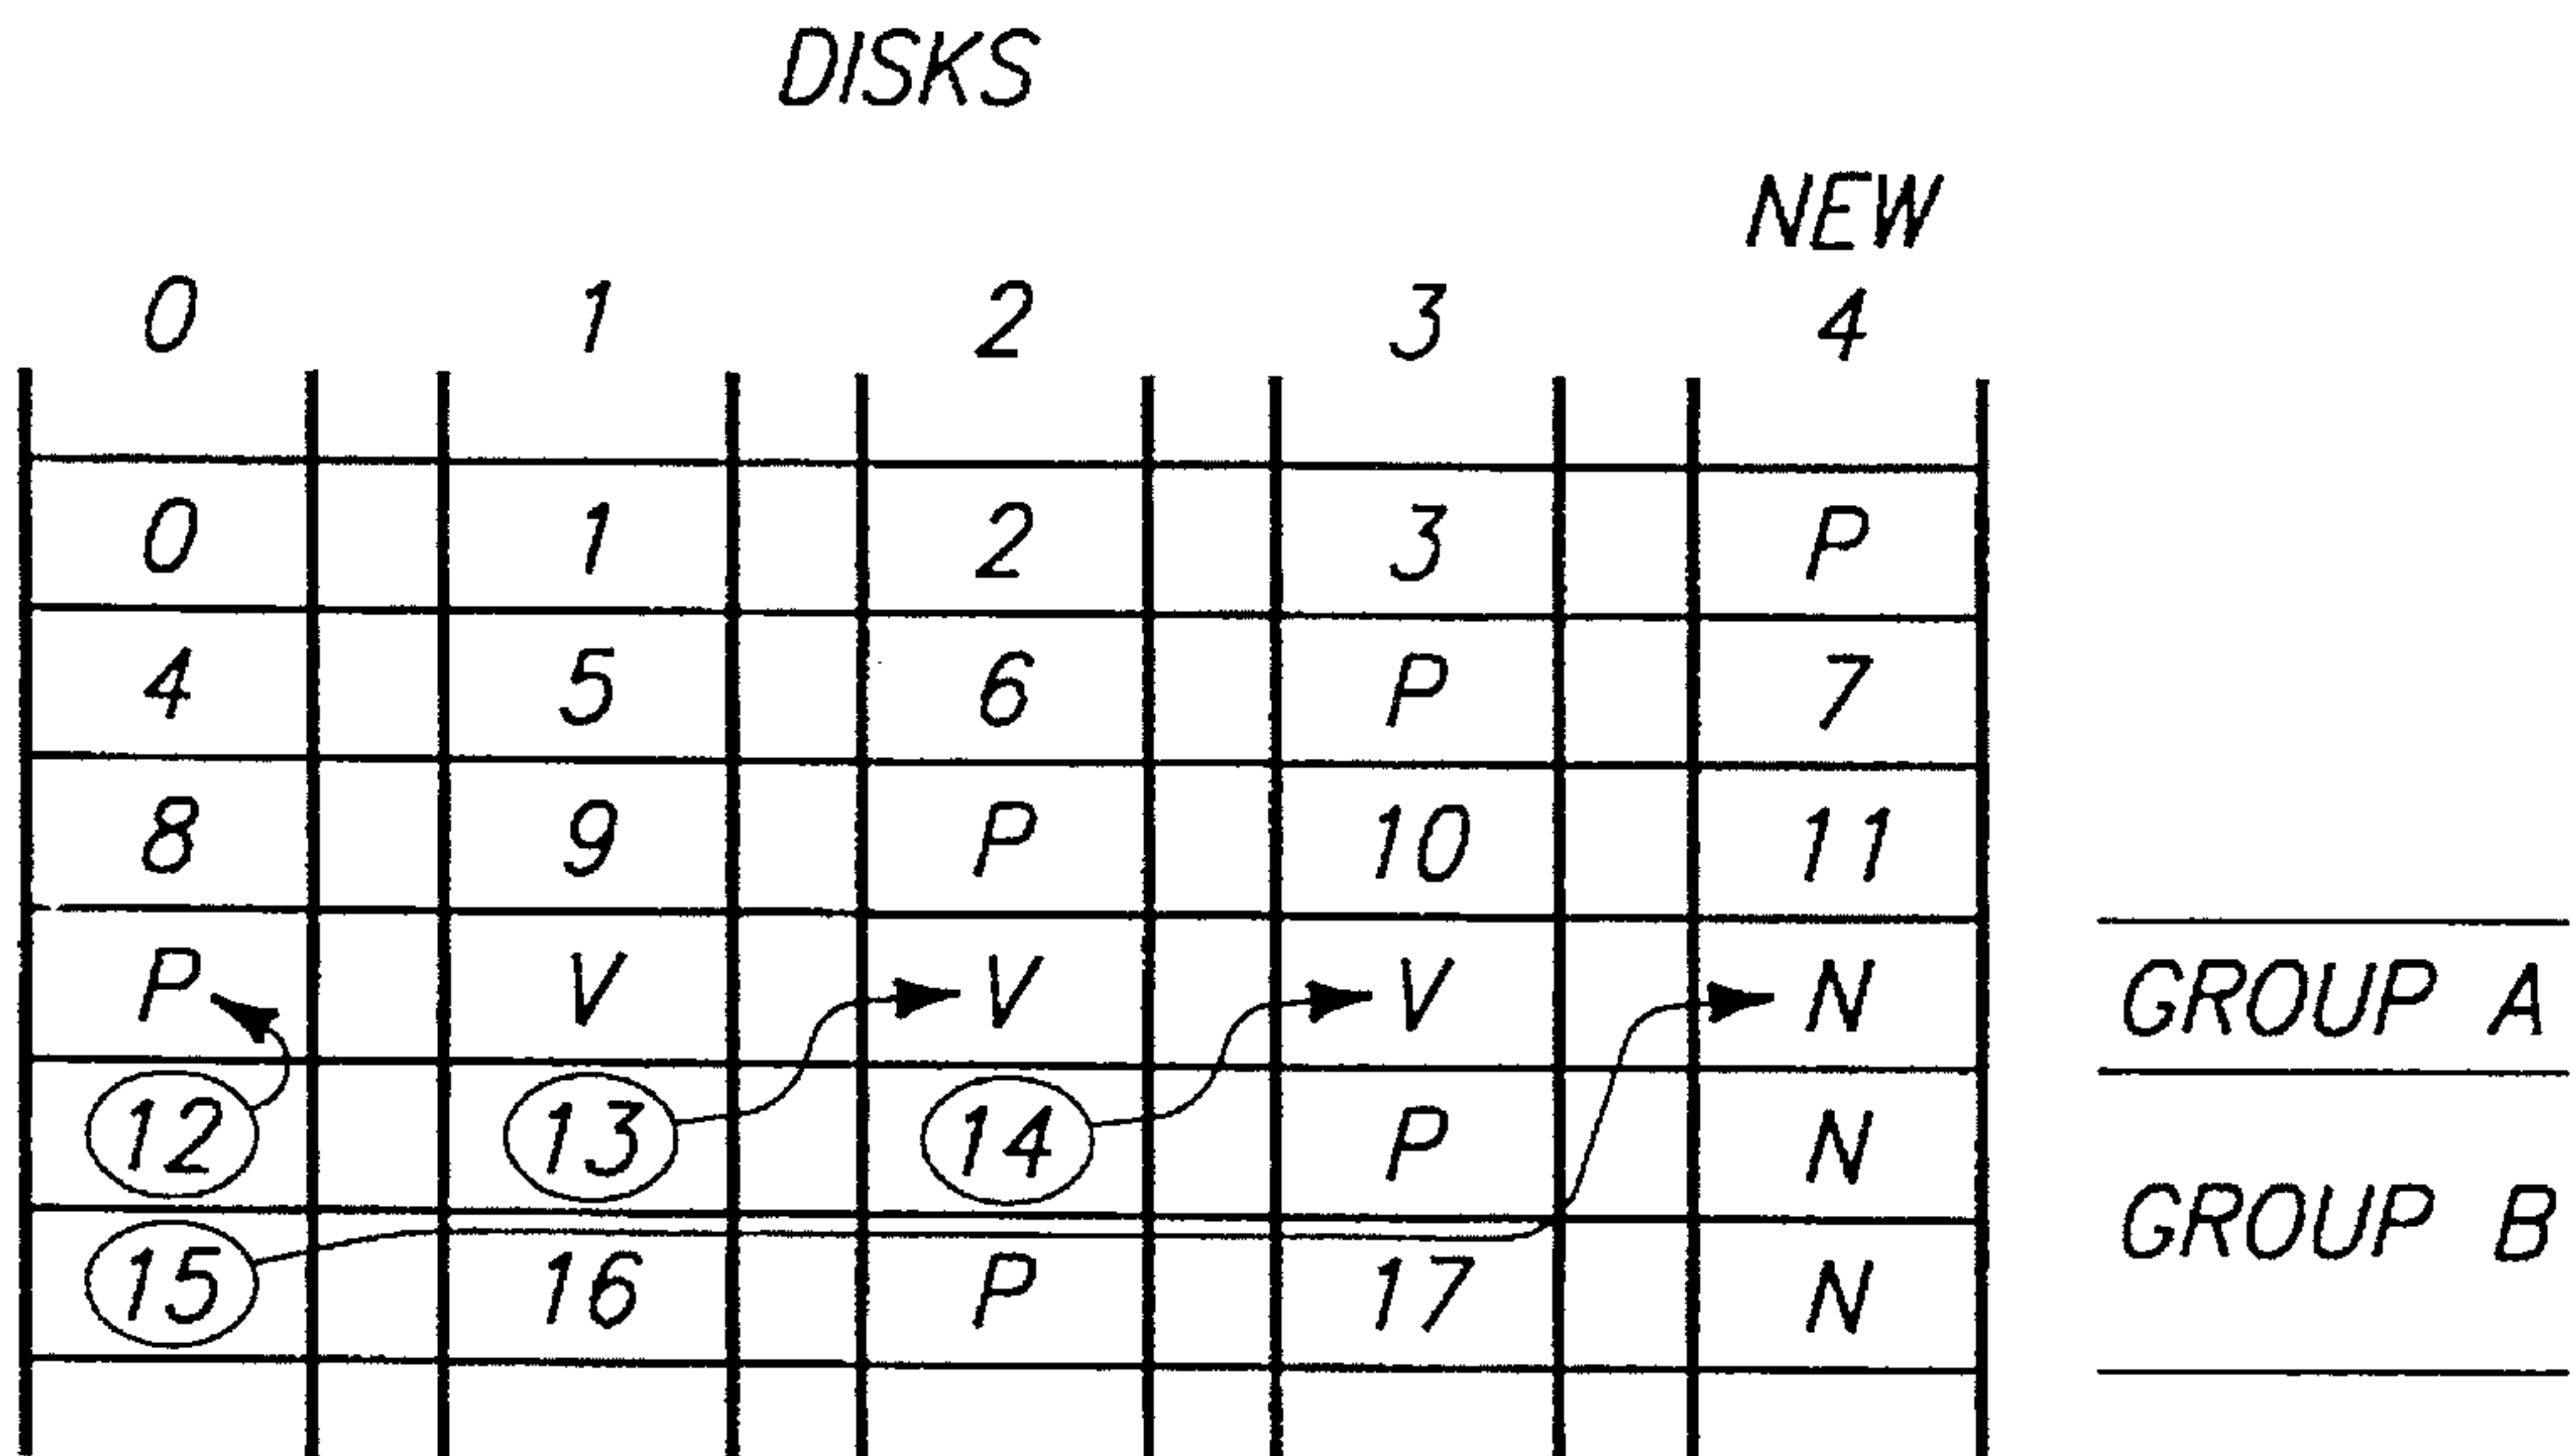 DISKS
NEW
0 1 2 3 4
0 1 2 3 P
4 5 6 P 7
8 9 P 10 11
P V V V N GROUP A
12 13 14 P N
GROUP B
15 16 P 17 N